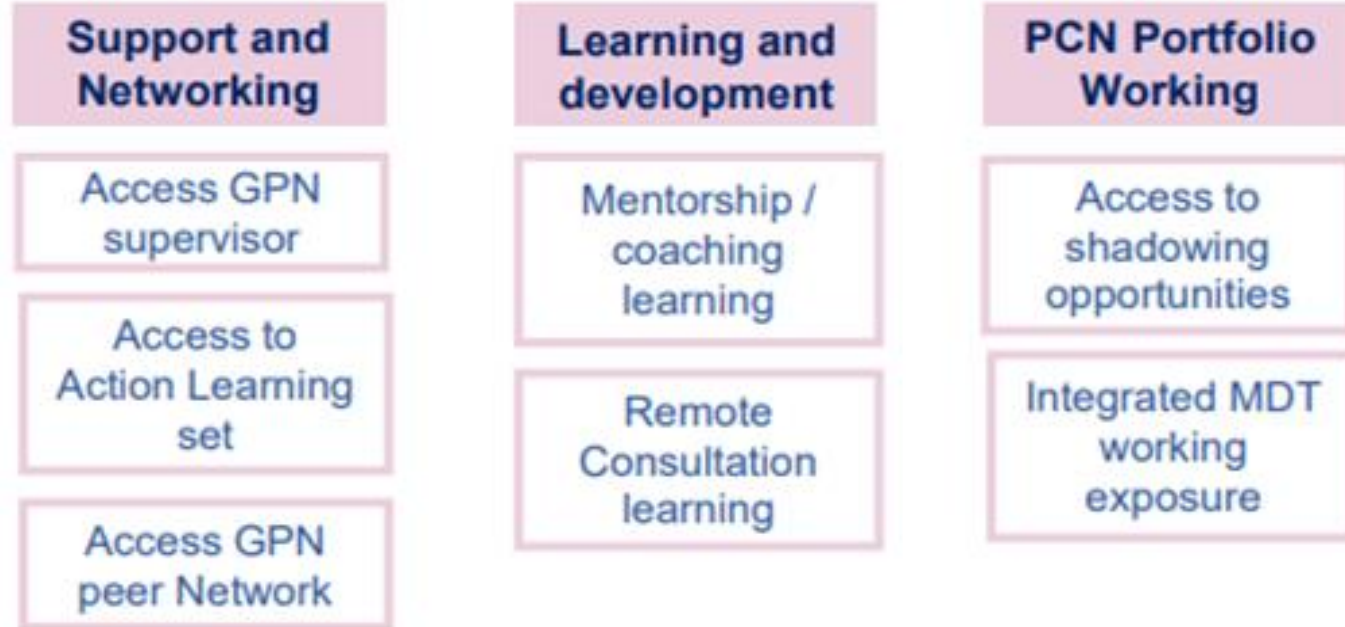 Support and
Networking
Access GPN
supervisor
Access to
Action Learning
set
Access GPN
peer Network
Learning and
development
Mentorship /
coaching
learning
Remote
Consultation
learning
PCN Portfolio
Working
Access to
shadowing
opportunities
Integrated MDT
working
exposure